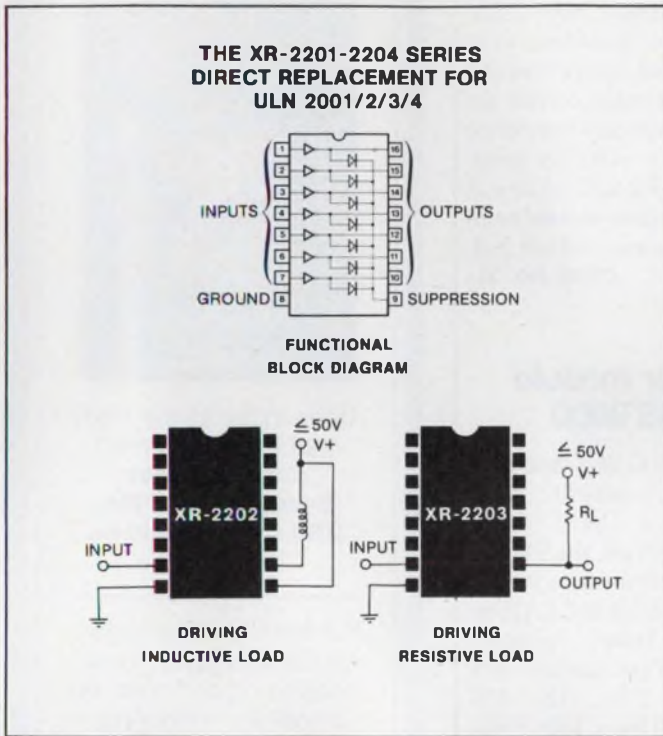 THE XR-2201-2204 SERIES
DIRECT REPLACEMENT FOR
ULN 2001/2/3/4
1 16
2 15
3 14
INPUTS 4 13 OUTPUTS
5 12
6 11
7 10
GROUND 8 9 SUPPRESSION
FUNCTIONAL
BLOCK DIAGRAM
≤ 50V
V+
XR-2202
INPUT
DRIVING
INDUCTIVE LOAD
≤ 50V
V+
RL
XR-2203
INPUT
OUTPUT
DRIVING
RESISTIVE LOAD